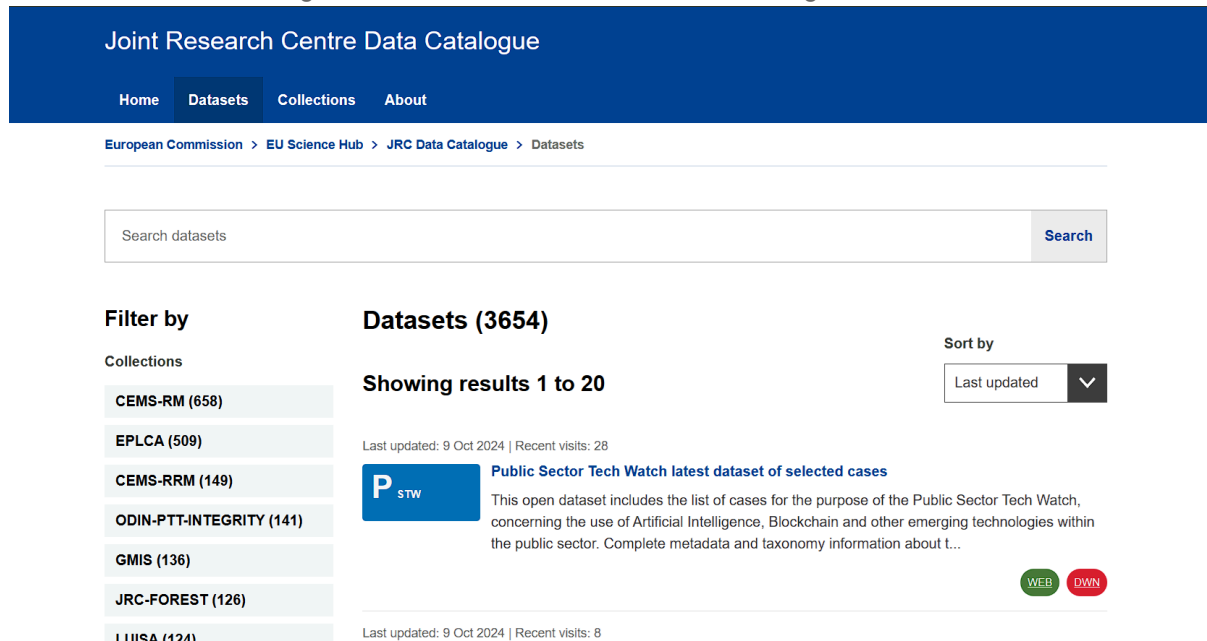 Joint Research Centre Data Catalogue
Home Datasets Collections About
European Commission > EU Science Hub > JRC Data Catalogue > Datasets
Search datasets Search
Filter by
Collections
CEMS-RM (658)
EPLCA (509)
CEMS-RRM (149)
ODIN-PTT-INTEGRITY (141)
GMIS (136)
JRC-FOREST (126)
LUISA (124)
Datasets (3654)
Sort by
Last updated
Showing results 1 to 20
Last updated: 9 Oct 2024 | Recent visits: 28
P STW
Public Sector Tech Watch latest dataset of selected cases
This open dataset includes the list of cases for the purpose of the Public Sector Tech Watch,
concerning the use of Artificial Intelligence, Blockchain and other emerging technologies within
the public sector. Complete metadata and taxonomy information about t...
WEB DWN
Last updated: 9 Oct 2024 | Recent visits: 8